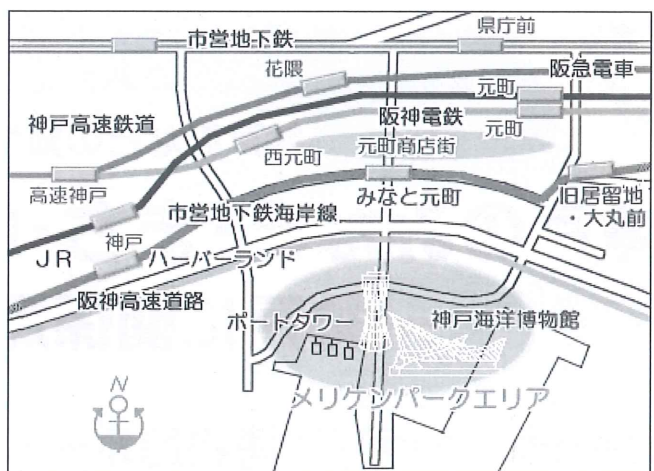 県庁前
市営地下鉄
花隈
阪急電車
元町
神戸高速鉄道
阪神電鉄
元町
西元町
元町商店街
高速神戸
みなと元町
旧居留地
・大丸前
市営地下鉄海岸線
神戸
JR
ハーバーランド
阪神高速道路
ポートタワー
神戸海洋博物館
メリケンパークエリア
N